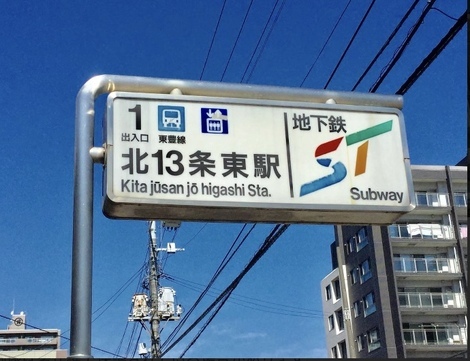 1
出入口 東豊線
北13条東駅
Kita jūsan jō higashi Sta.
地下鉄
ST
Subway